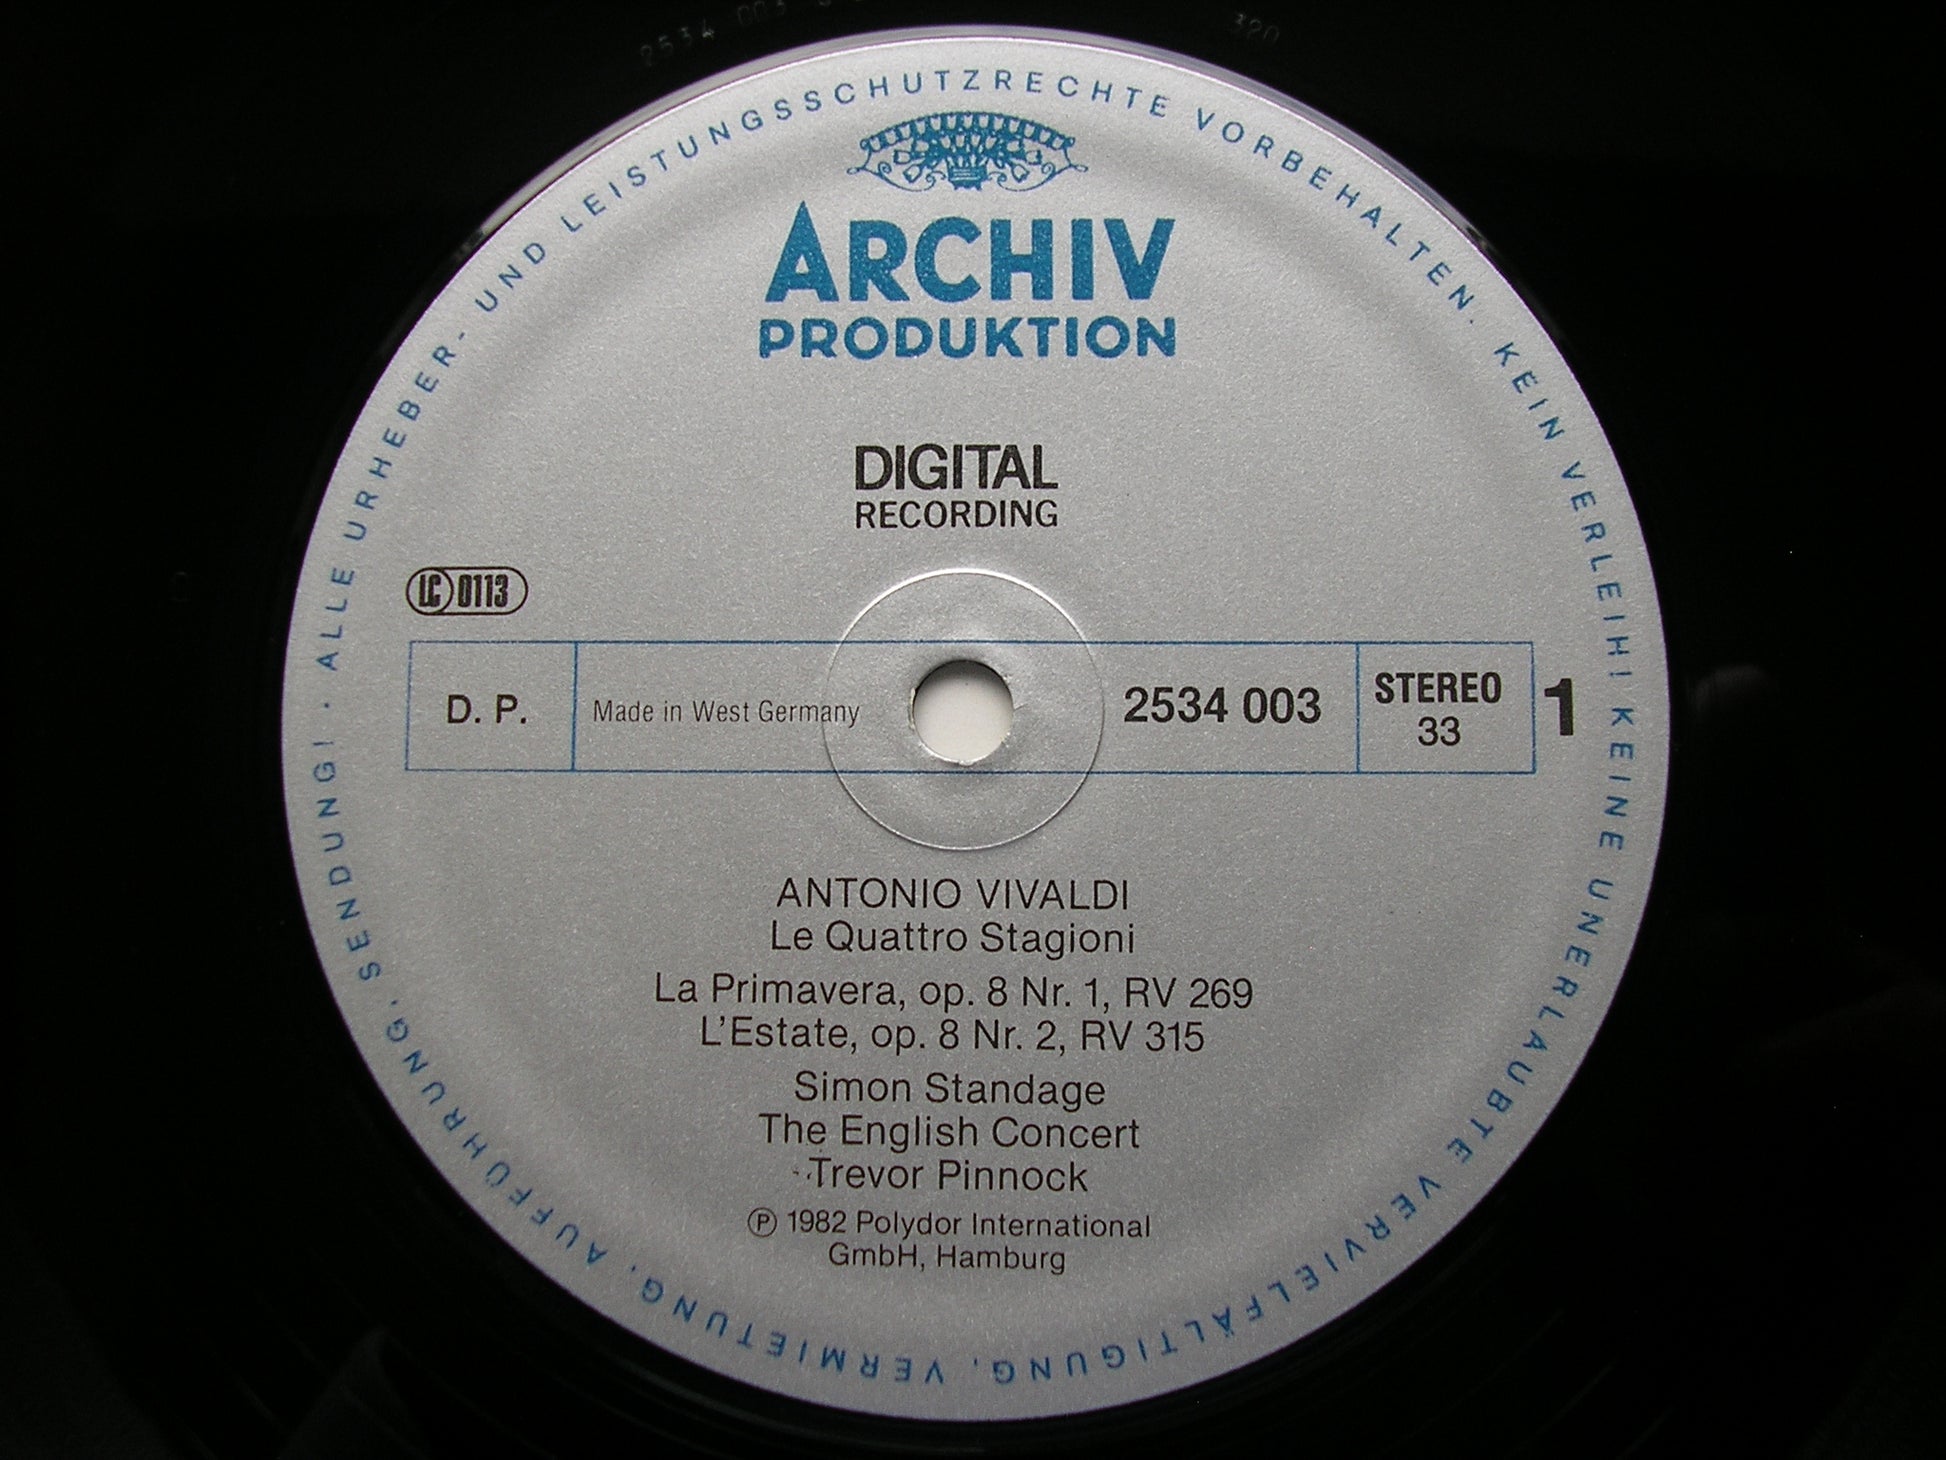 2534 003
320
ALLE URHEBER- UND LEISTUNGSSCHUTZRECHTE VORBEHALTEN. KEIN VERLEIH! KEINE UNERLAUBTE VERVIELFÄLTIGUNG, VERMIETUNG, AUFFÜHRUNG, SENDUNG! ·
ARCHIV
PRODUKTION
DIGITAL
RECORDING
LC 0113
D. P.
Made in West Germany
2534 003
STEREO
33
1
ANTONIO VIVALDI
Le Quattro Stagioni
La Primavera, op. 8 Nr. 1, RV 269
L'Estate, op. 8 Nr. 2, RV 315
Simon Standage
The English Concert
Trevor Pinnock
Ⓟ 1982 Polydor International
GmbH, Hamburg